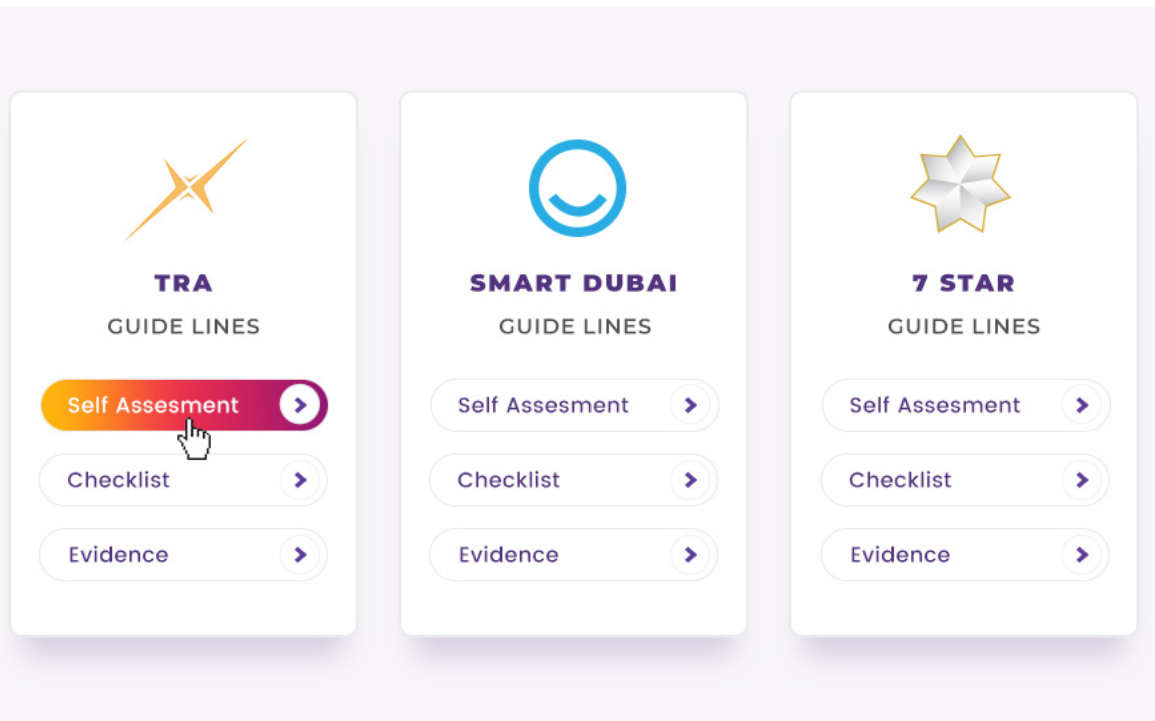 TRA
GUIDE LINES
Self Assesment
Checklist
Evidence
SMART DUBAI
GUIDE LINES
Self Assesment
Checklist
Evidence
7 STAR
GUIDE LINES
Self Assesment
Checklist
Evidence